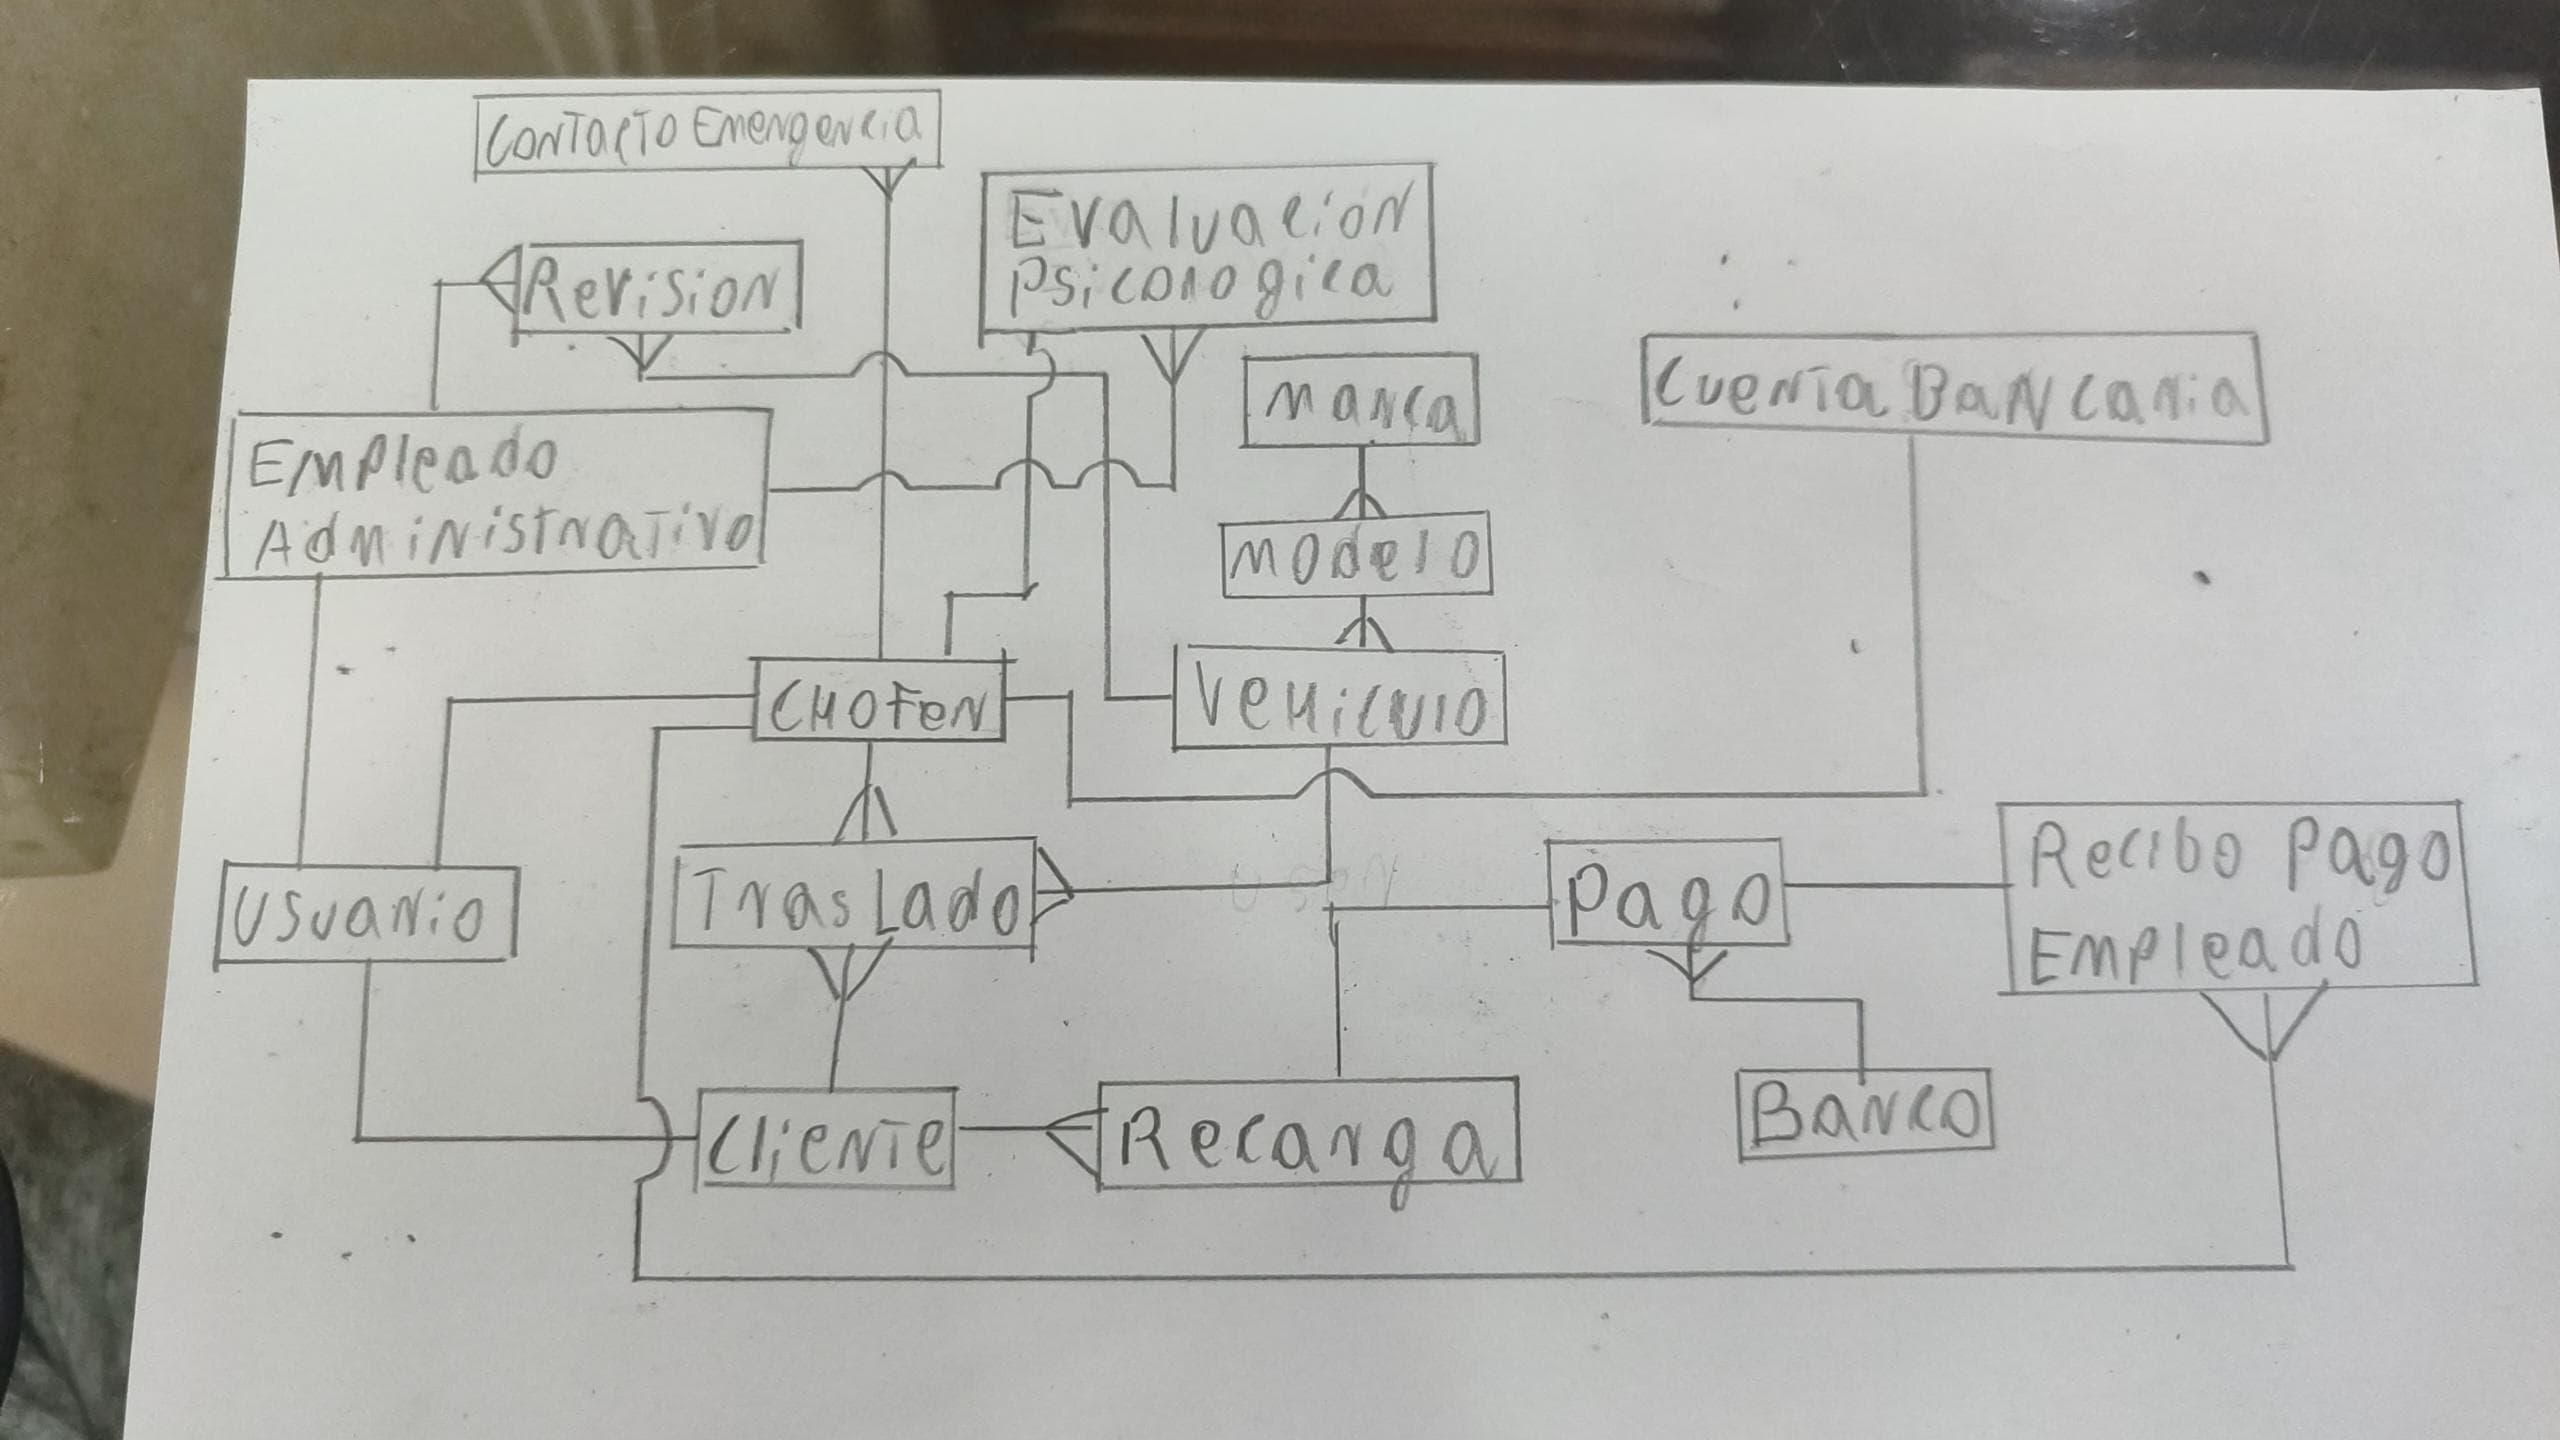 Contacto Emergencia
Evaluación
Psicologica
Revision
Marca
Cuenta Bancaria
Empleado
Administrativo
Modelo
Chofer
Vehiculo
Usuario
Traslado
Pago
Recibo Pago
Empleado
Cliente
Recarga
Banco